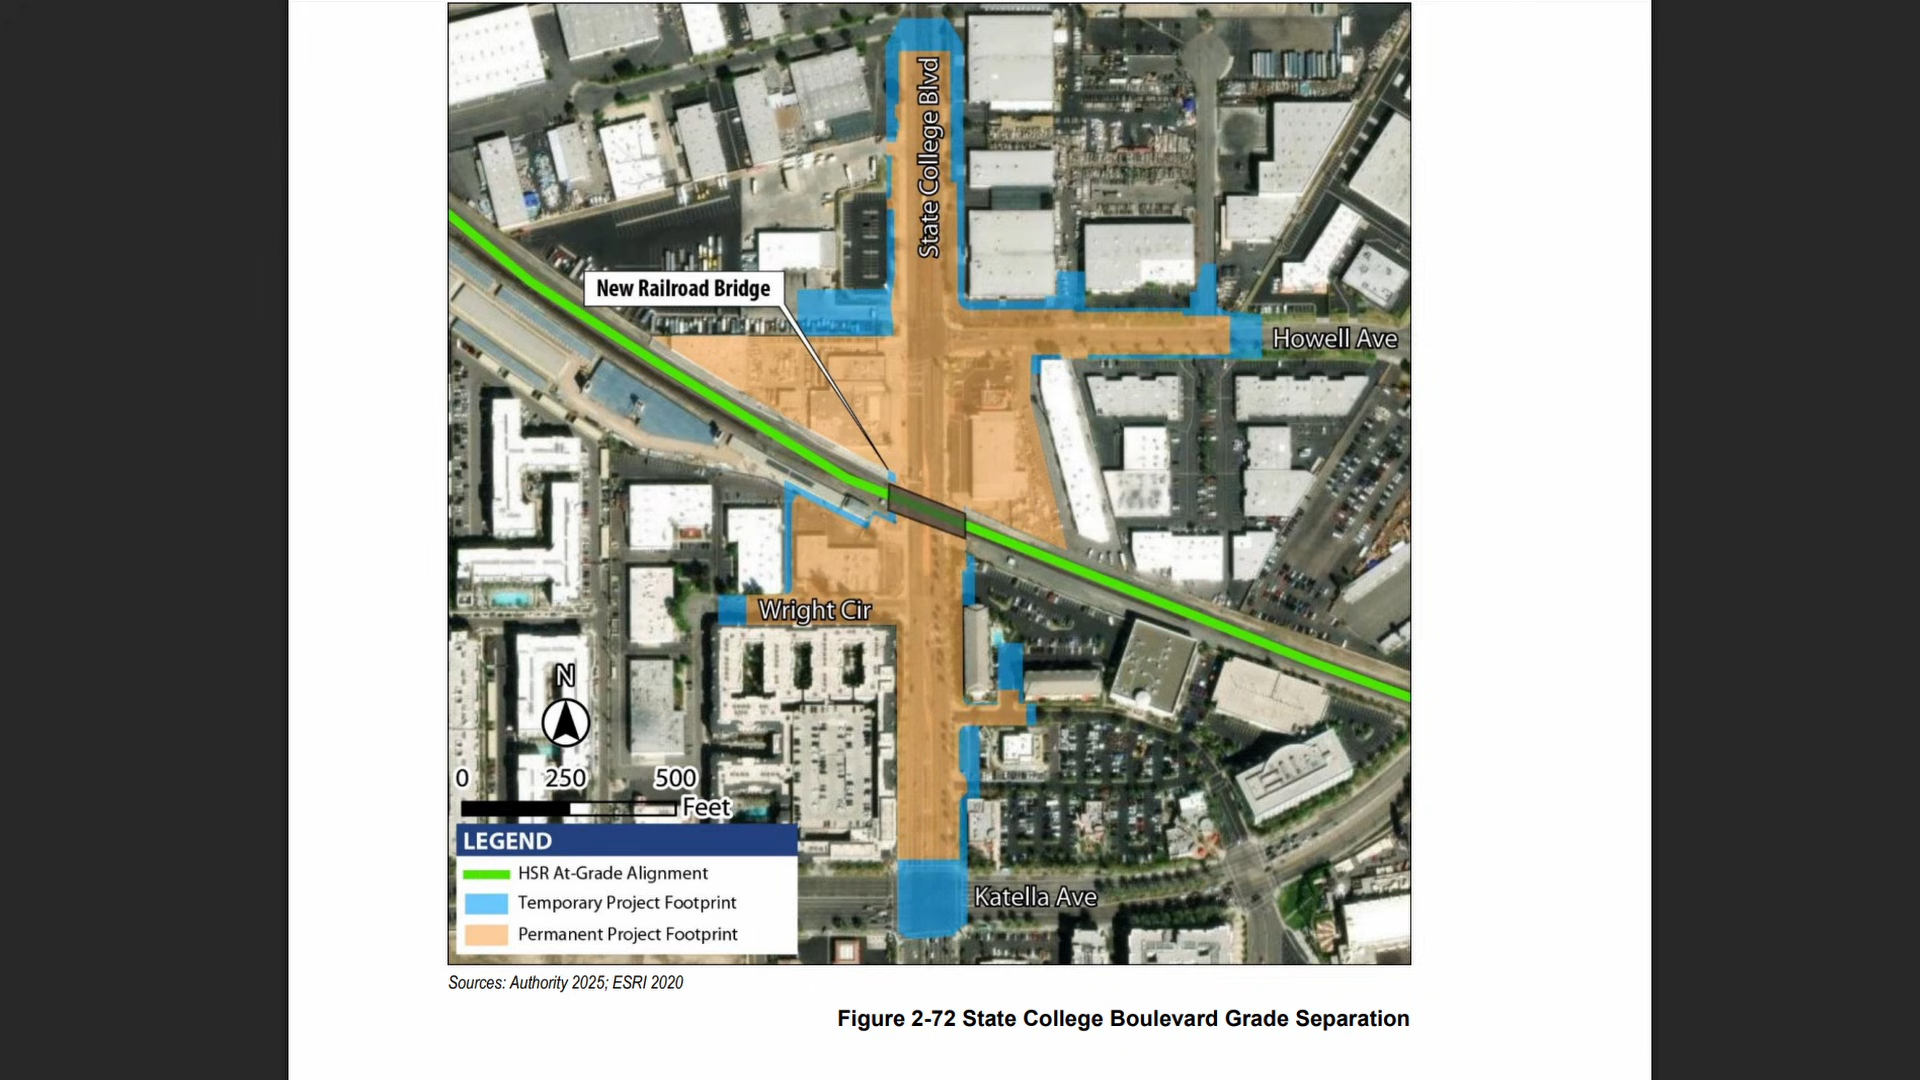 State College Blvd
New Railroad Bridge
Howell Ave
Wright Cir
N
0 250 500
Feet
LEGEND
HSR At-Grade Alignment
Temporary Project Footprint
Permanent Project Footprint
Katella Ave
Sources: Authority 2025; ESRI 2020
Figure 2-72 State College Boulevard Grade Separation